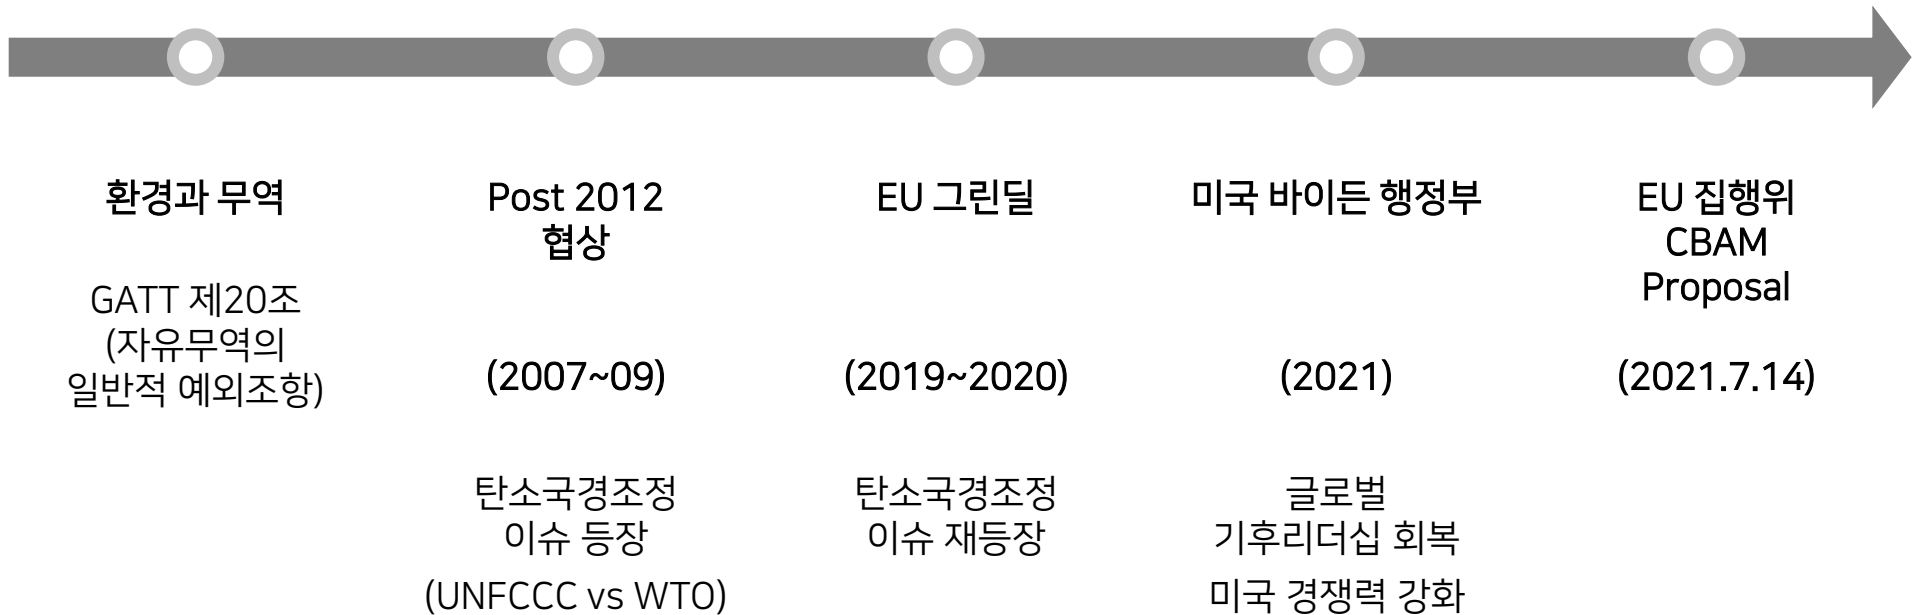 환경과 무역
GATT 제20조
(자유무역의
일반적 예외조항)
Post 2012
협상
(2007~09)
탄소국경조정
이슈 등장
(UNFCCC vs WTO)
EU 그린딜
(2019~2020)
탄소국경조정
이슈 재등장
미국 바이든 행정부
(2021)
글로벌
기후리더십 회복
미국 경쟁력 강화
EU 집행위
CBAM
Proposal
(2021.7.14)